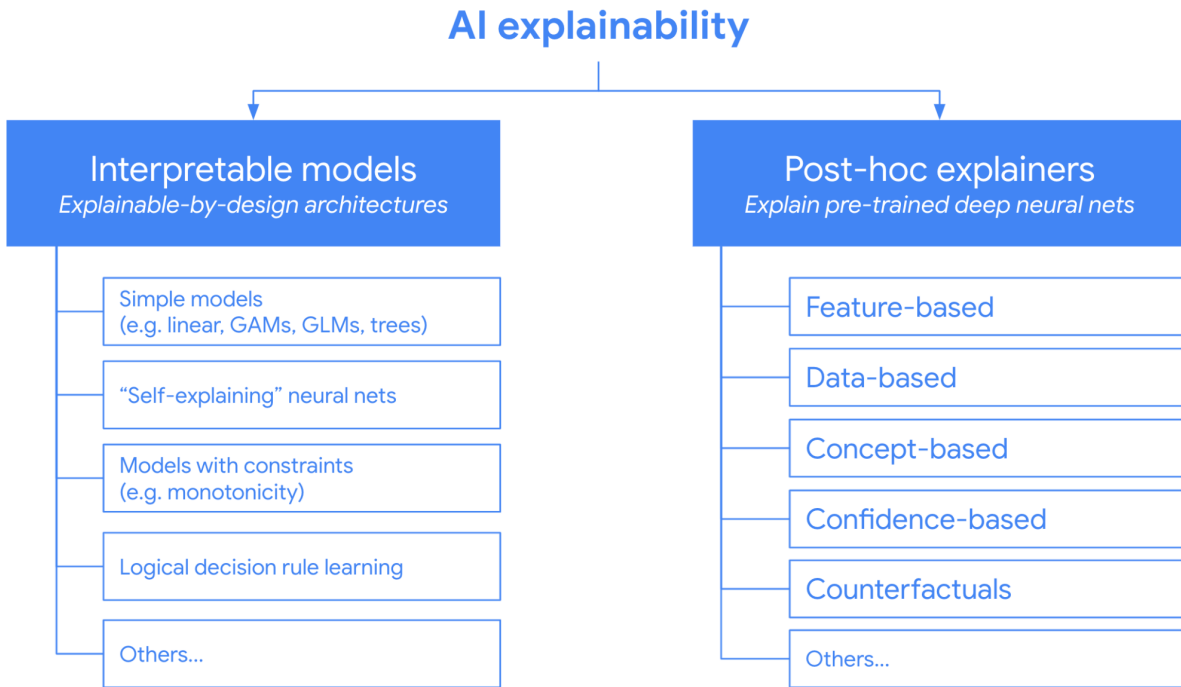 AI explainability
Interpretable models
Explainable-by-design architectures
Simple models
(e.g. linear, GAMs, GLMs, trees)
“Self-explaining” neural nets
Models with constraints
(e.g. monotonicity)
Logical decision rule learning
Others...
Post-hoc explainers
Explain pre-trained deep neural nets
Feature-based
Data-based
Concept-based
Confidence-based
Counterfactuals
Others...